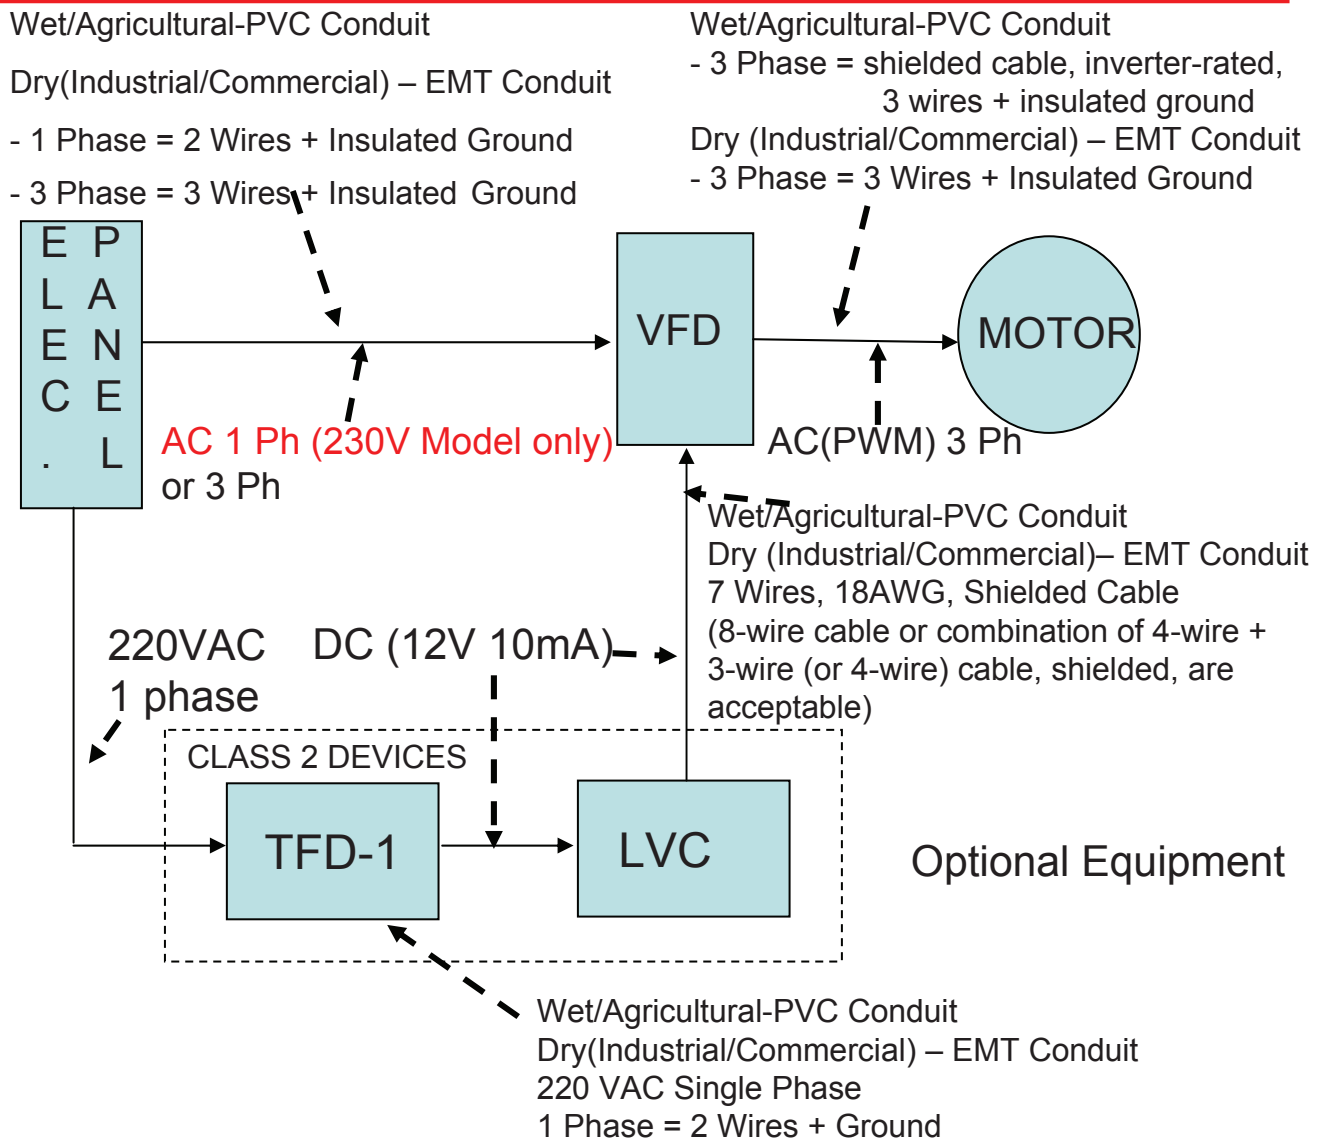 Wet/Agricultural-PVC Conduit
Dry(Industrial/Commercial) – EMT Conduit
- 1 Phase = 2 Wires + Insulated Ground
- 3 Phase = 3 Wires + Insulated Ground
Wet/Agricultural-PVC Conduit
- 3 Phase = shielded cable, inverter-rated,
3 wires + insulated ground
Dry (Industrial/Commercial) – EMT Conduit
- 3 Phase = 3 Wires + Insulated Ground
ELEC.
PANEL
VFD
MOTOR
AC 1 Ph (230V Model only)
or 3 Ph
AC(PWM) 3 Ph
Wet/Agricultural-PVC Conduit
Dry (Industrial/Commercial)– EMT Conduit
7 Wires, 18AWG, Shielded Cable
(8-wire cable or combination of 4-wire +
3-wire (or 4-wire) cable, shielded, are
acceptable)
220VAC
1 phase
DC (12V 10mA)
CLASS 2 DEVICES
TFD-1
LVC
Optional Equipment
Wet/Agricultural-PVC Conduit
Dry(Industrial/Commercial) – EMT Conduit
220 VAC Single Phase
1 Phase = 2 Wires + Ground